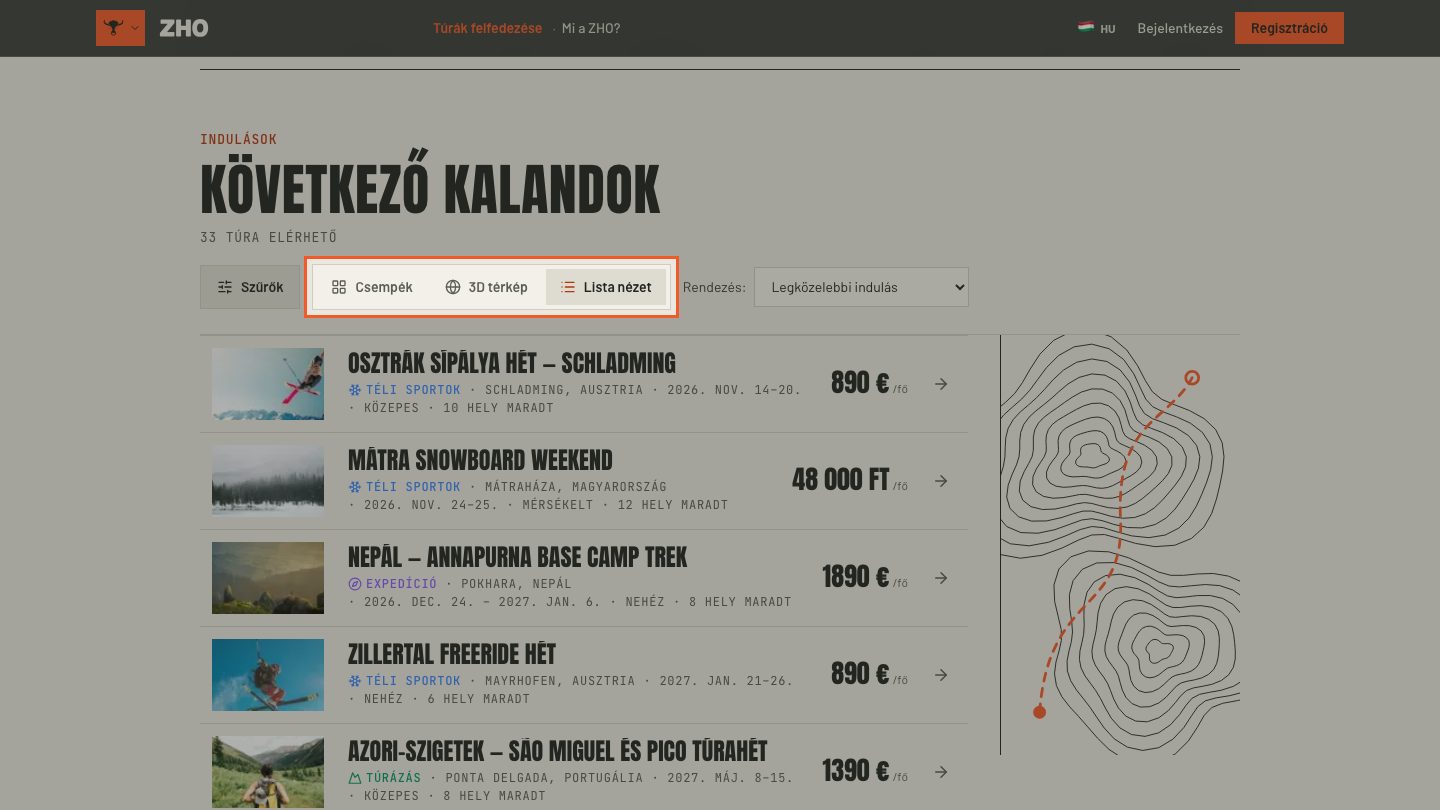 ZHO
Túrák felfedezése · Mi a ZHO?
HU
Bejelentkezés
Regisztráció
INDULÁSOK
KÖVETKEZŐ KALANDOK
33 TÚRA ELÉRHETŐ
Szűrők
Csempék
3D térkép
Lista nézet
Rendezés:
Legközelebbi indulás
OSZTRÁK SÍPÁLYA HÉT – SCHLADMING
TÉLI SPORTOK · SCHLADMING, AUSZTRIA · 2026. NOV. 14–20.
· KÖZEPES · 10 HELY MARADT
890 € /fő
MÁTRA SNOWBOARD WEEKEND
TÉLI SPORTOK · MÁTRAHÁZA, MAGYARORSZÁG
· 2026. NOV. 24–25. · MÉRSÉKELT · 12 HELY MARADT
48 000 FT /fő
NEPÁL – ANNAPURNA BASE CAMP TREK
EXPEDÍCIÓ · POKHARA, NEPÁL
· 2026. DEC. 24. – 2027. JAN. 6. · NEHÉZ · 8 HELY MARADT
1890 € /fő
ZILLERTAL FREERIDE HÉT
TÉLI SPORTOK · MAYRHOFEN, AUSZTRIA · 2027. JAN. 21–26.
· NEHÉZ · 6 HELY MARADT
890 € /fő
AZORI-SZIGETEK – SÃO MIGUEL ÉS PICO TÚRAHÉT
TÚRÁZÁS · PONTA DELGADA, PORTUGÁLIA · 2027. MÁJ. 8–15.
· KÖZEPES · 8 HELY MARADT
1390 € /fő